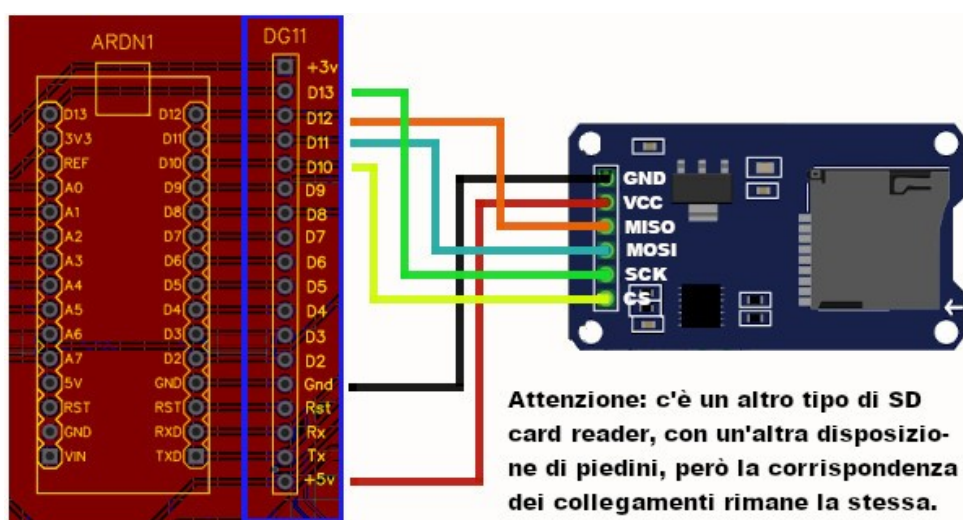 ARDN1
D13
3V3
REF
A0
A1
A2
A3
A4
A5
A6
A7
5V
RST
GND
VIN
D12
D11
D10
D9
D8
D7
D6
D5
D4
D3
D2
GND
RST
RXD
TXD
DG11
+3v
D13
D12
D11
D10
D9
D8
D7
D6
D5
D4
D3
D2
Gnd
Rst
Rx
Tx
+5v
GND
VCC
MISO
MOSI
SCK
CS
Attenzione: c'è un altro tipo di SD
card reader, con un'altra disposizio-
ne di piedini, però la corrispondenza
dei collegamenti rimane la stessa.